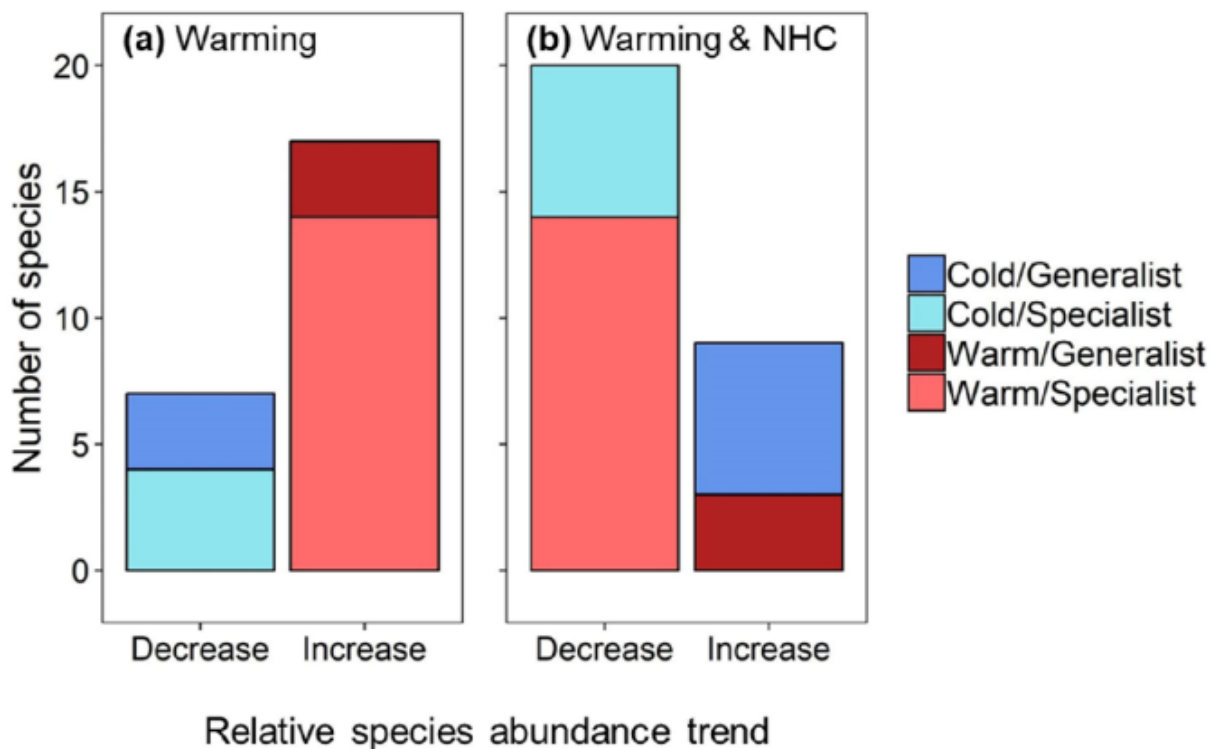 (a) Warming
(b) Warming & NHC
Number of species
20
15
10
5
0
Decrease
Increase
Decrease
Increase
Relative species abundance trend
Cold/Generalist
Cold/Specialist
Warm/Generalist
Warm/Specialist